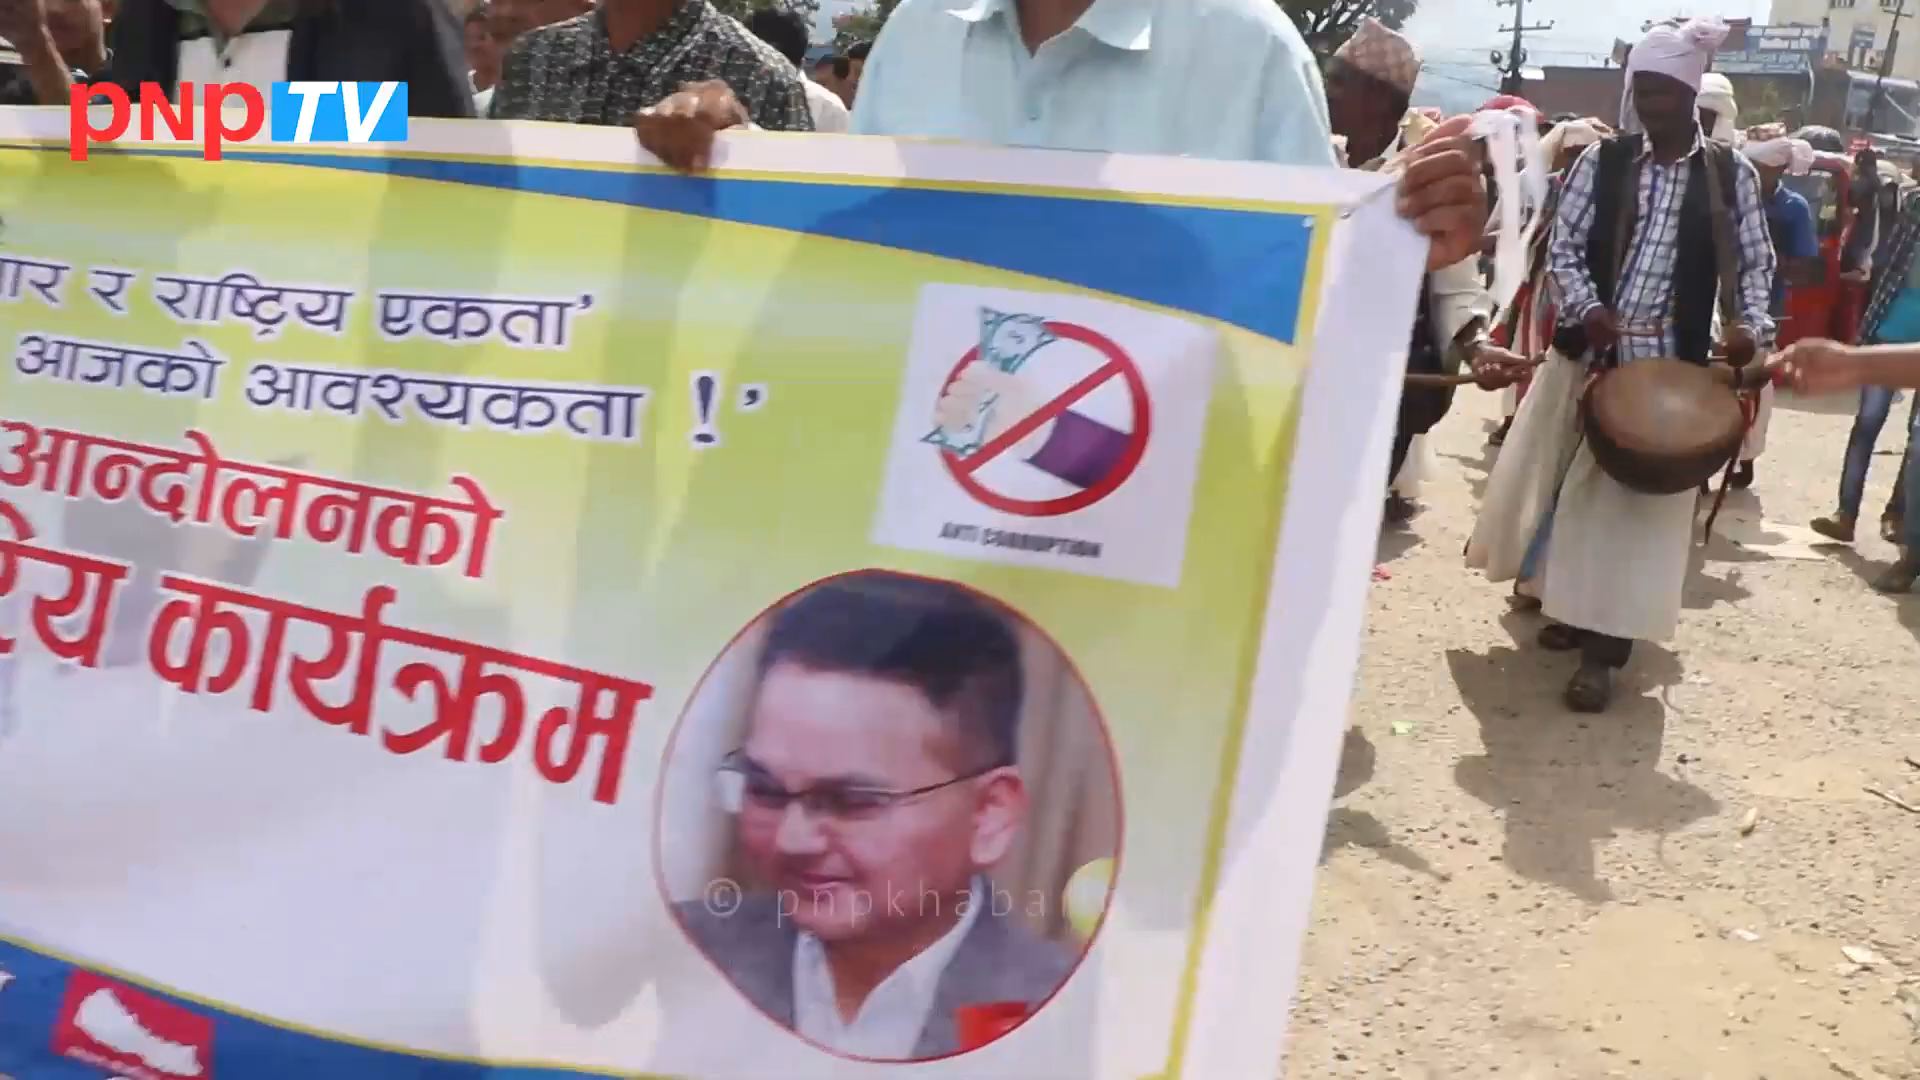 pNpTV
र राष्ट्रिय एकता'
आजको आवश्यकता !'
आन्दोलनको
कार्यक्रम
ANTI CORRUPTION
© pnpkhaba